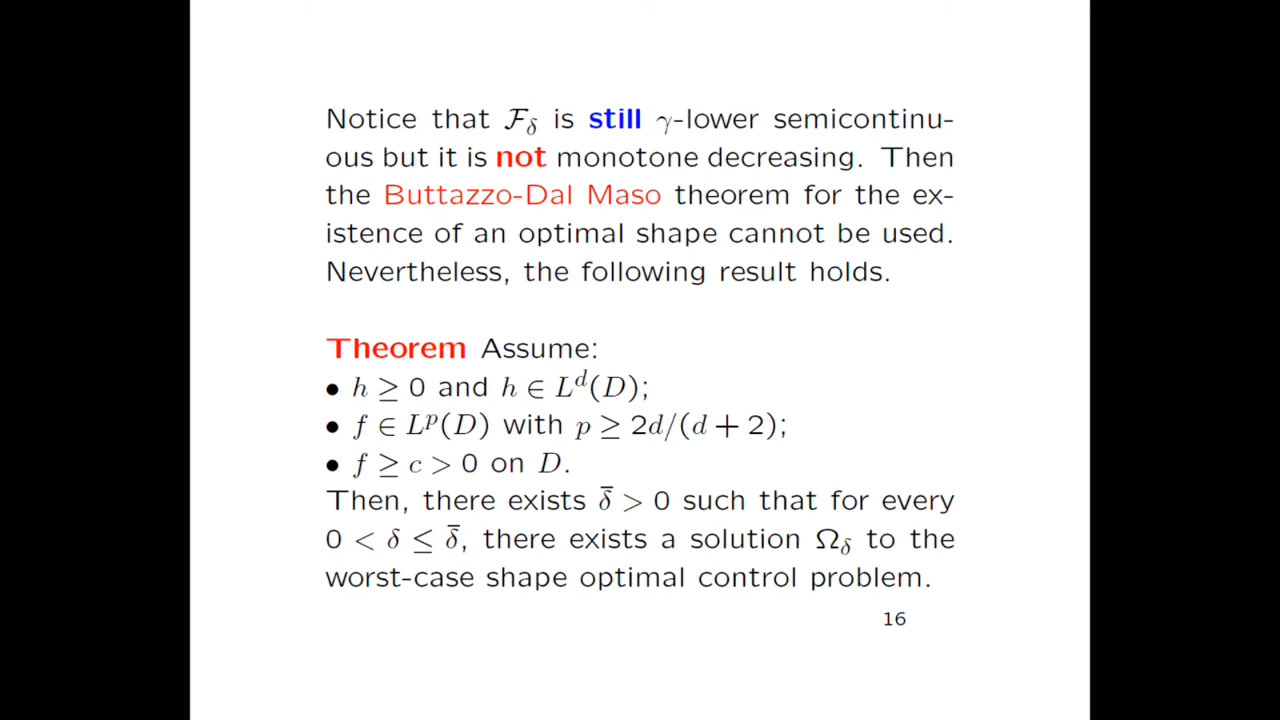 Notice that ℱ_δ is still γ-lower semicontinu-
ous but it is not monotone decreasing. Then
the Buttazzo-Dal Maso theorem for the ex-
istence of an optimal shape cannot be used.
Nevertheless, the following result holds.
Theorem Assume:
• h ≥ 0 and h ∈ L^d(D);
• f ∈ L^p(D) with p ≥ 2d/(d + 2);
• f ≥ c > 0 on D.
Then, there exists δ̄ > 0 such that for every
0 < δ ≤ δ̄, there exists a solution Ω_δ to the
worst-case shape optimal control problem.
16